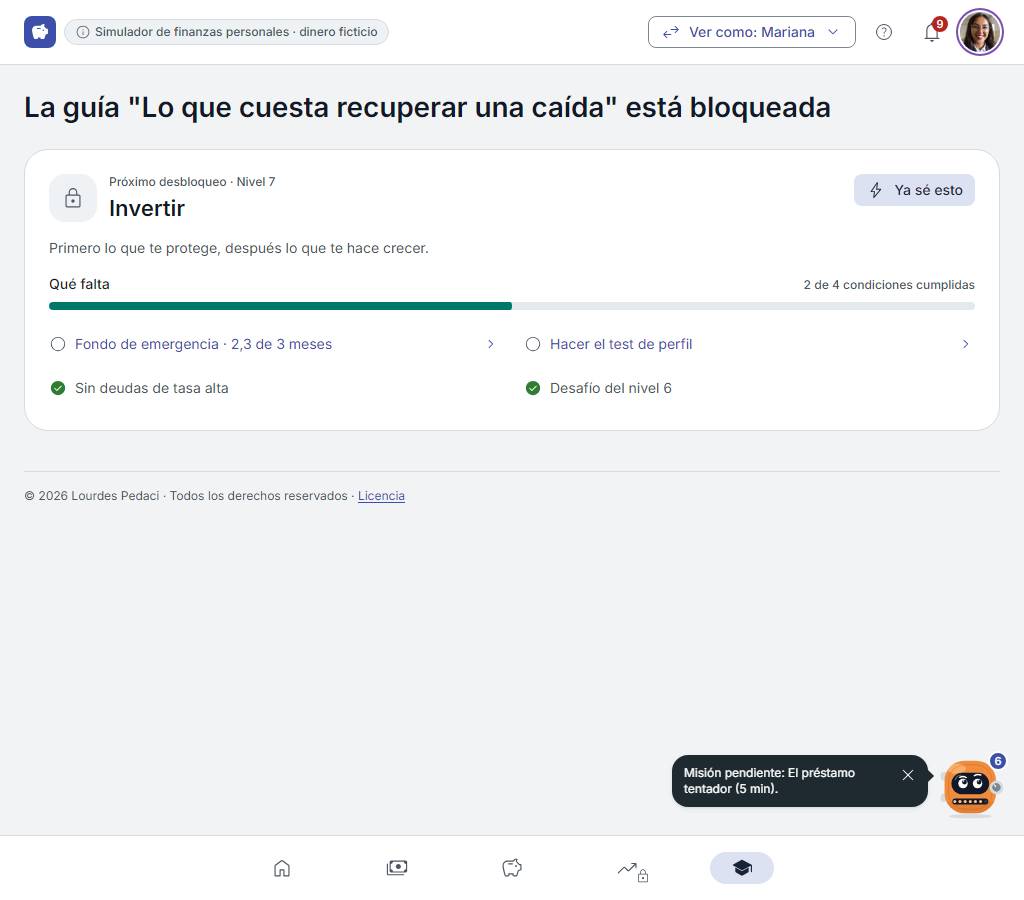 Simulador de finanzas personales · dinero ficticio
Ver como: Mariana
9
La guía "Lo que cuesta recuperar una caída" está bloqueada
Próximo desbloqueo · Nivel 7
Invertir
Ya sé esto
Primero lo que te protege, después lo que te hace crecer.
Qué falta
2 de 4 condiciones cumplidas
Fondo de emergencia · 2,3 de 3 meses
Hacer el test de perfil
Sin deudas de tasa alta
Desafío del nivel 6
© 2026 Lourdes Pedaci · Todos los derechos reservados · Licencia
Misión pendiente: El préstamo
tentador (5 min).
6